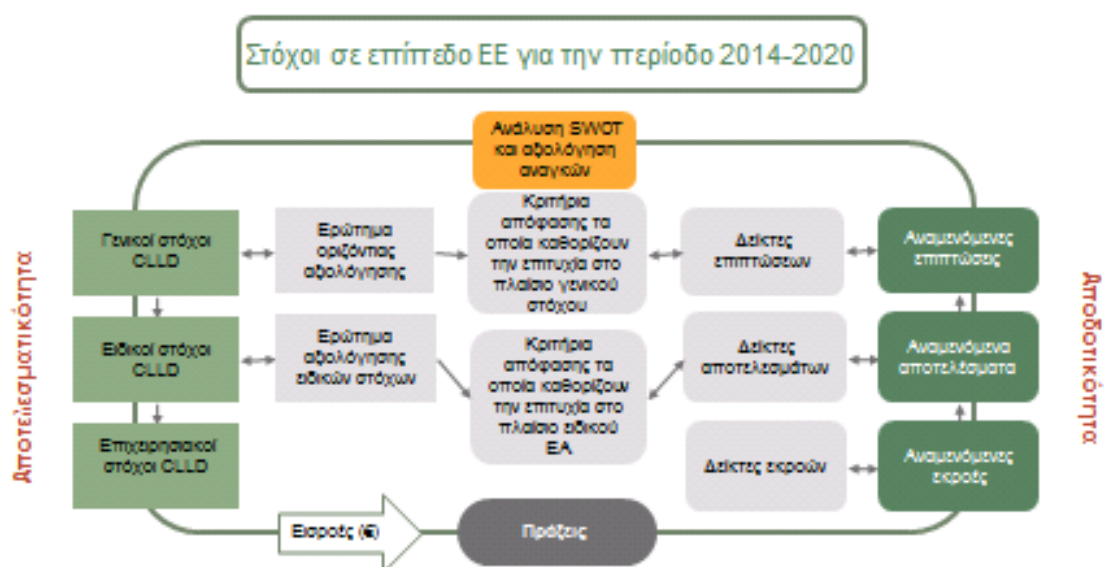 Στόχοι σε επίπεδο ΕΕ για την περίοδο 2014-2020
Ανάλυση SWOT
και αξιολόγηση
αναγκών
Γενικοί στόχοι
CLLD
Ερώτημα
οριζόντιας
αξιολόγησης
Κριτήρια
απόφασης τα
οποία καθορίζουν
την επιτυχία στο
πλαίσιο γενικού
στόχου
Δείκτες
επιπτώσεων
Αναμενόμενες
επιπτώσεις
Αποτελεσματικότητα
Αποδοτικότητα
Ειδικοί στόχοι
CLLD
Ερώτημα
αξιολόγησης
ειδικών στόχων
Κριτήρια
απόφασης τα
οποία καθορίζουν
την επιτυχία στο
πλαίσιο ειδικού
ΕΑ
Δείκτες
αποτελεσμάτων
Αναμενόμενα
αποτελέσματα
Επιχειρησιακοί
στόχοι CLLD
Δείκτες εκροών
Αναμενόμενες
εκροές
Εισροές (€)
Πράξεις